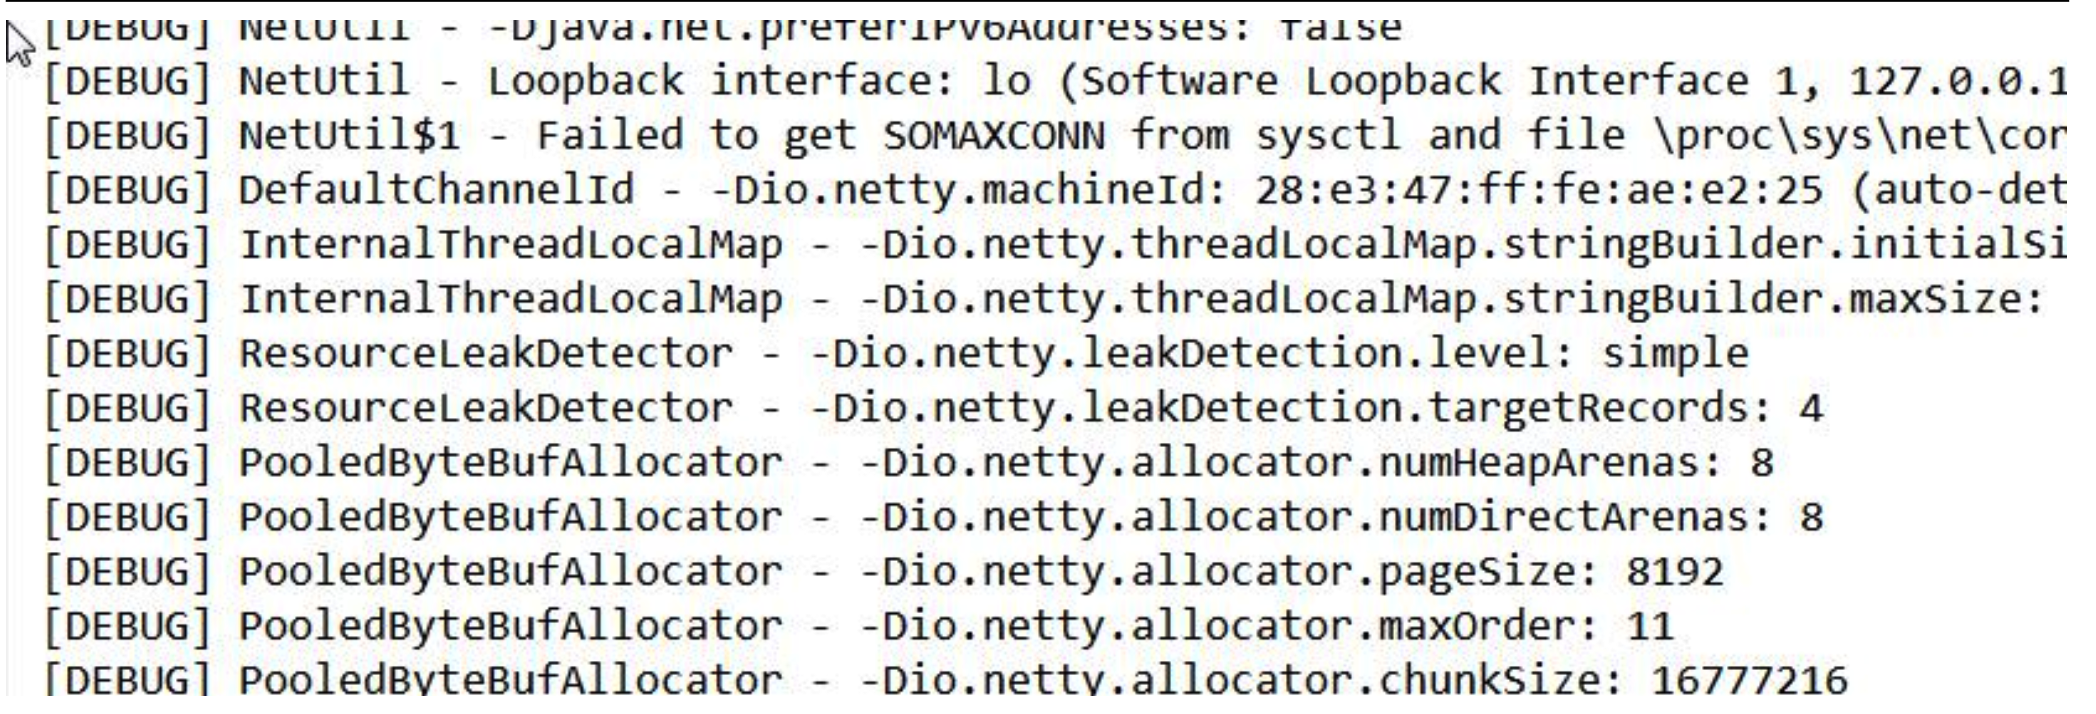 [DEBUG] NetUtil - -Djava.net.preferIPv6Addresses: false
[DEBUG] NetUtil - Loopback interface: lo (Software Loopback Interface 1, 127.0.0.1
[DEBUG] NetUtil$1 - Failed to get SOMAXCONN from sysctl and file \proc\sys\net\cor
[DEBUG] DefaultChannelId - -Dio.netty.machineId: 28:e3:47:ff:fe:ae:e2:25 (auto-det
[DEBUG] InternalThreadLocalMap - -Dio.netty.threadLocalMap.stringBuilder.initialSi
[DEBUG] InternalThreadLocalMap - -Dio.netty.threadLocalMap.stringBuilder.maxSize:
[DEBUG] ResourceLeakDetector - -Dio.netty.leakDetection.level: simple
[DEBUG] ResourceLeakDetector - -Dio.netty.leakDetection.targetRecords: 4
[DEBUG] PooledByteBufAllocator - -Dio.netty.allocator.numHeapArenas: 8
[DEBUG] PooledByteBufAllocator - -Dio.netty.allocator.numDirectArenas: 8
[DEBUG] PooledByteBufAllocator - -Dio.netty.allocator.pageSize: 8192
[DEBUG] PooledByteBufAllocator - -Dio.netty.allocator.maxOrder: 11
[DEBUG] PooledByteBufAllocator - -Dio.netty.allocator.chunkSize: 16777216